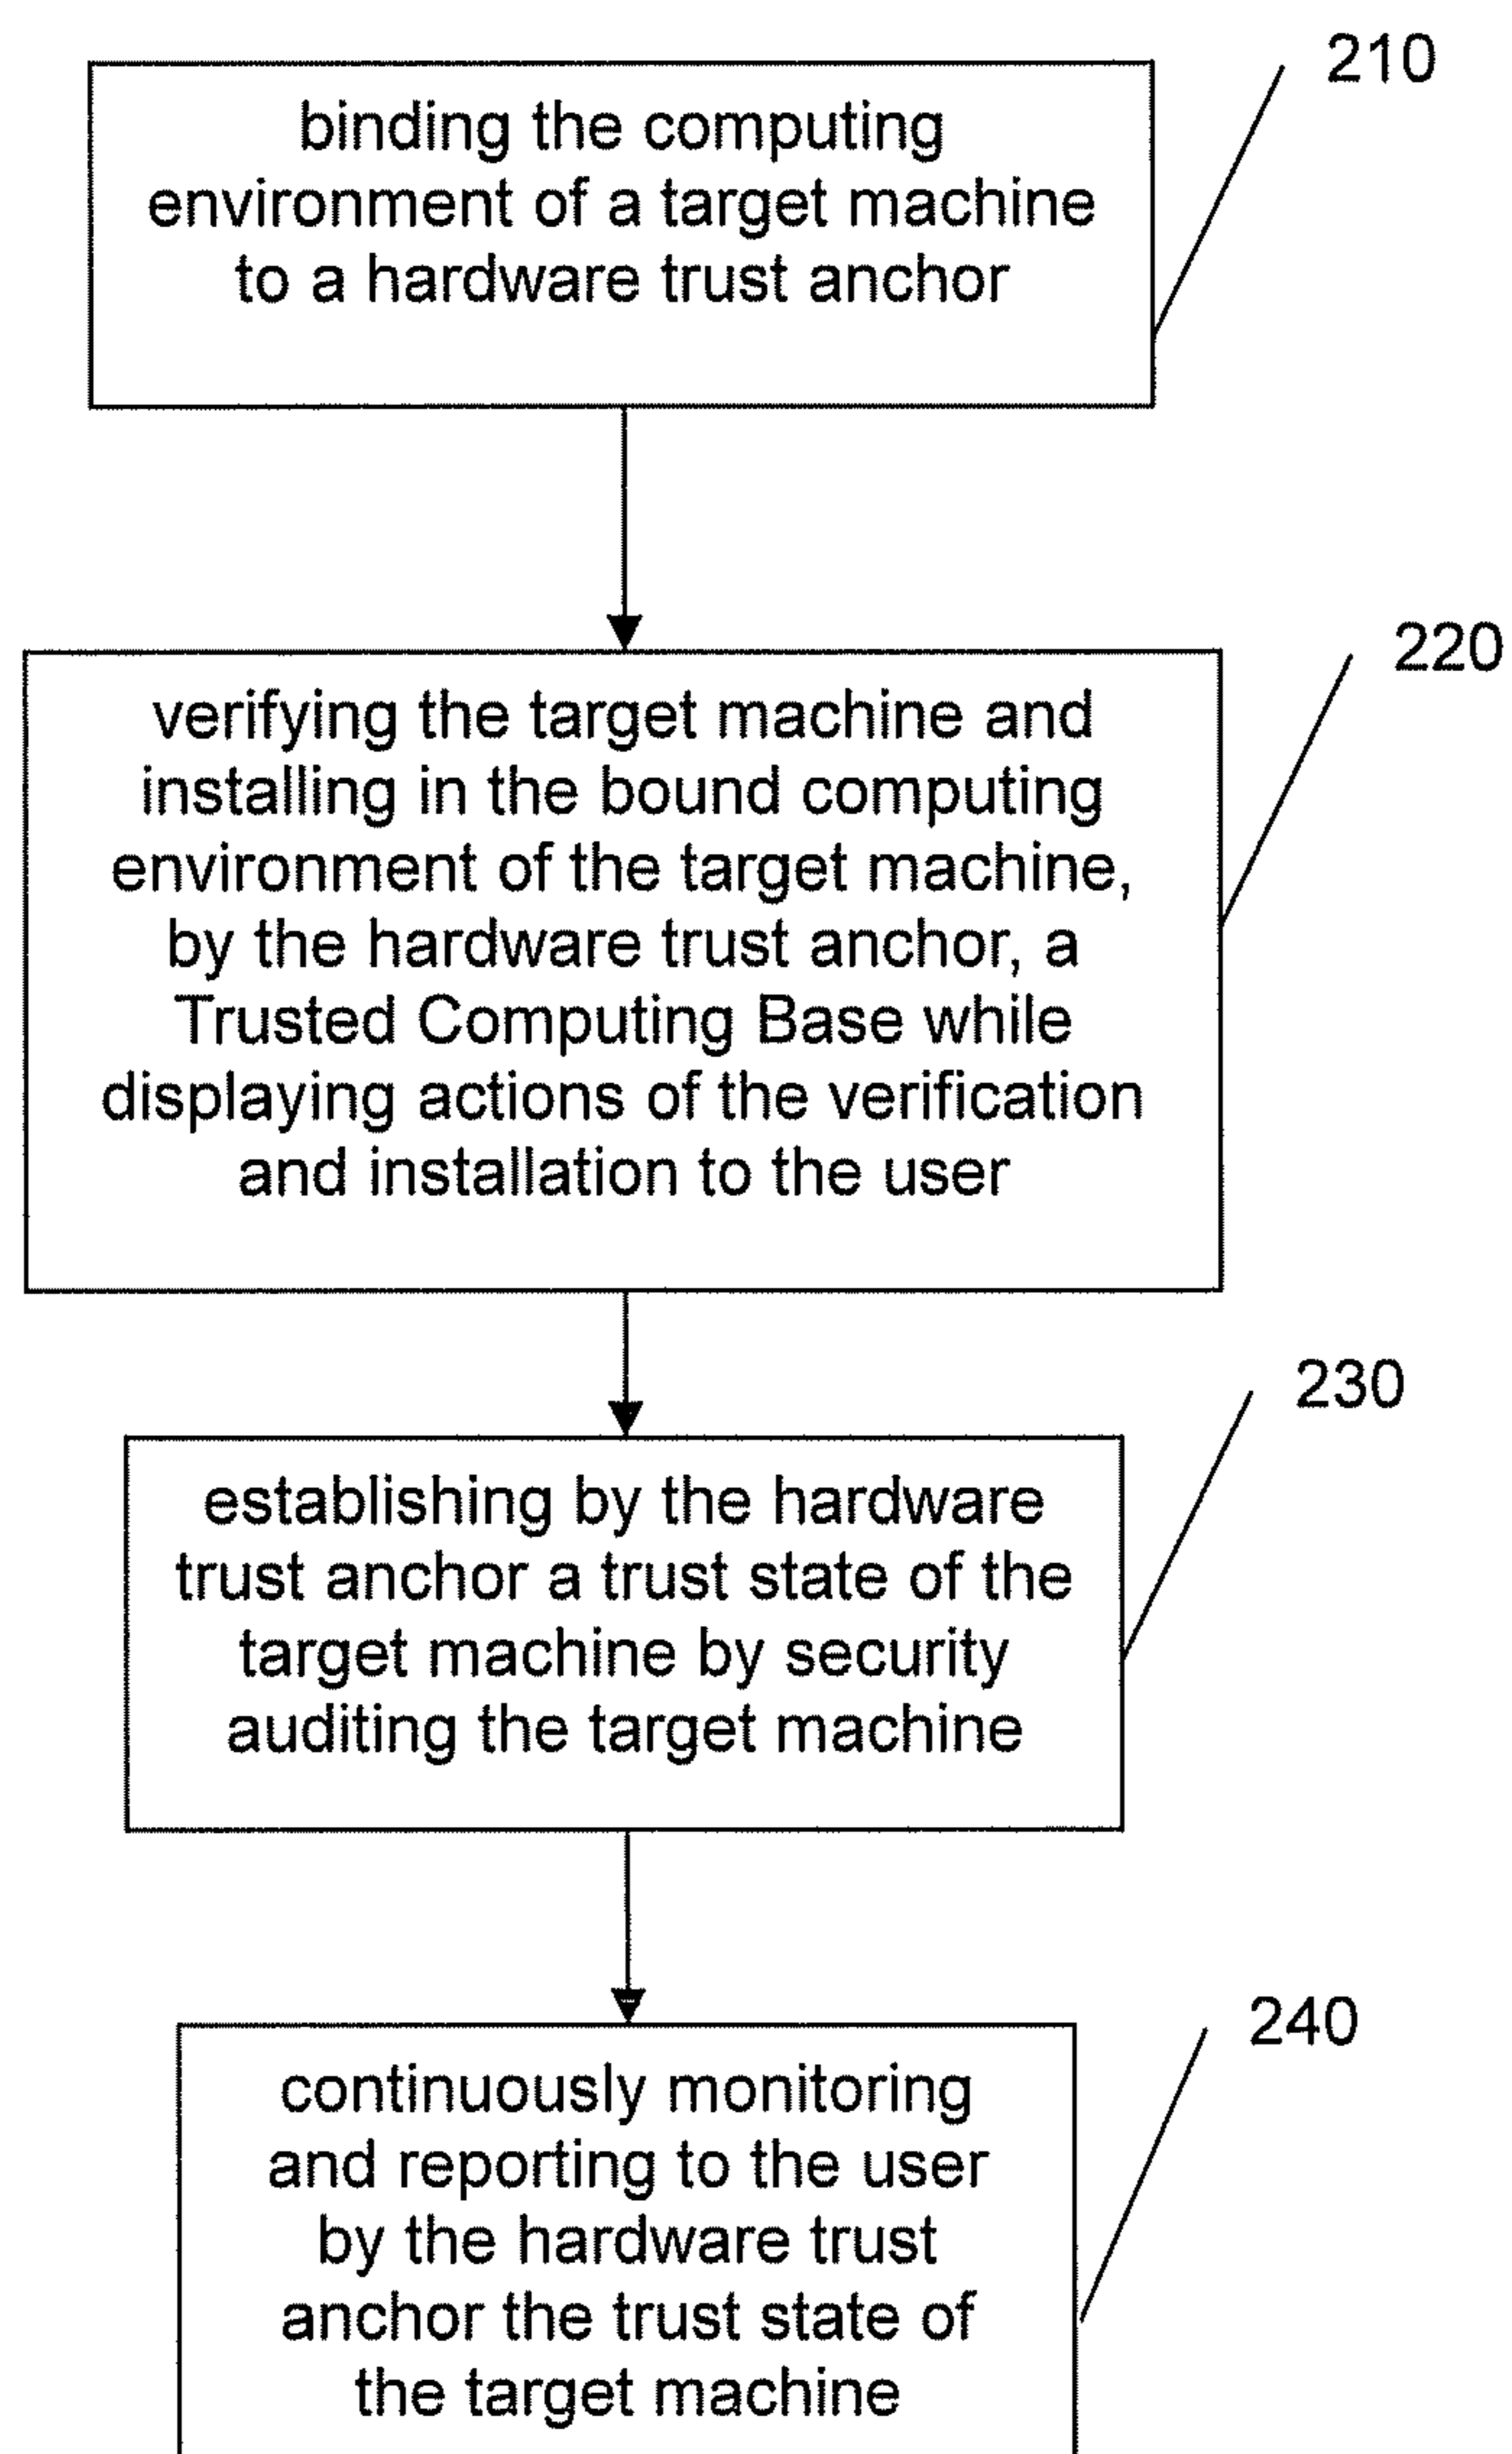 210
binding the computing
environment of a target machine
to a hardware trust anchor
220
verifying the target machine and
installing in the bound computing
environment of the target machine,
by the hardware trust anchor, a
Trusted Computing Base while
displaying actions of the verification
and installation to the user
230
establishing by the hardware
trust anchor a trust state of the
target machine by security
auditing the target machine
240
continuously monitoring
and reporting to the user
by the hardware trust
anchor the trust state of
the target machine